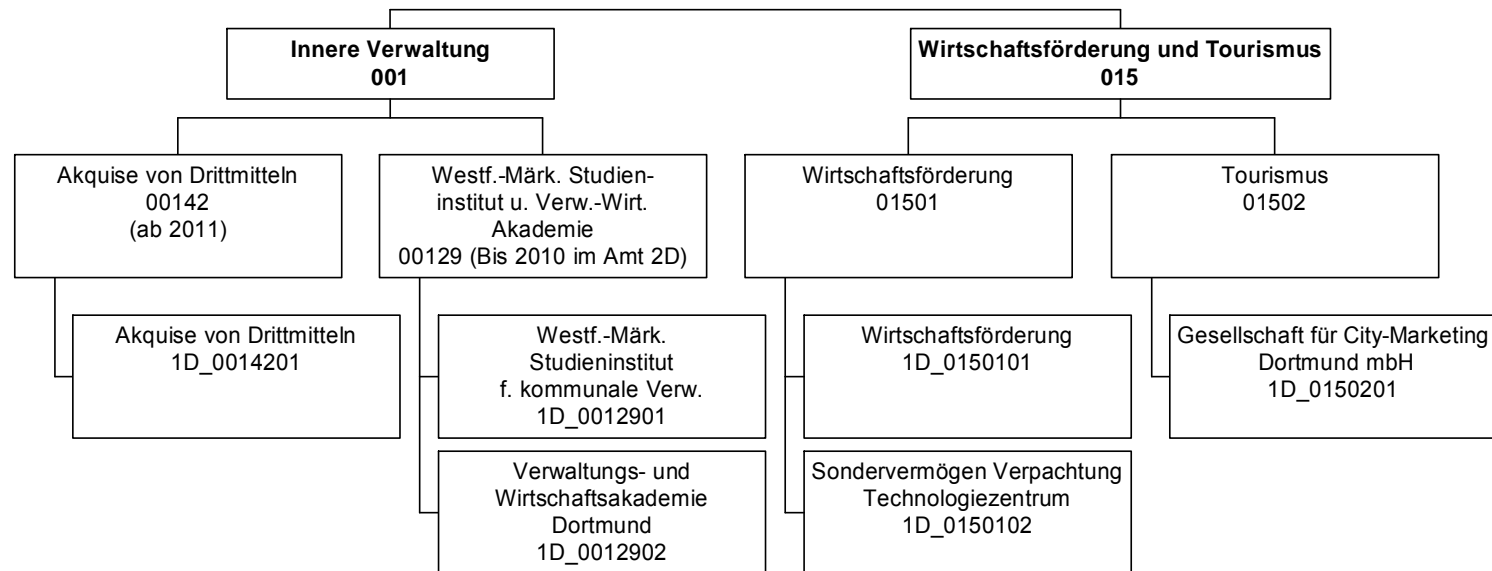 Innere Verwaltung
001
Wirtschaftsförderung und Tourismus
015
Akquise von Drittmitteln
00142
(ab 2011)
Westf.-Märk. Studien-
institut u. Verw.-Wirt.
Akademie
00129 (Bis 2010 im Amt 2D)
Wirtschaftsförderung
01501
Tourismus
01502
Akquise von Drittmitteln
1D_0014201
Westf.-Märk.
Studieninstitut
f. kommunale Verw.
1D_0012901
Wirtschaftsförderung
1D_0150101
Gesellschaft für City-Marketing
Dortmund mbH
1D_0150201
Verwaltungs- und
Wirtschaftsakademie
Dortmund
1D_0012902
Sondervermögen Verpachtung
Technologiezentrum
1D_0150102